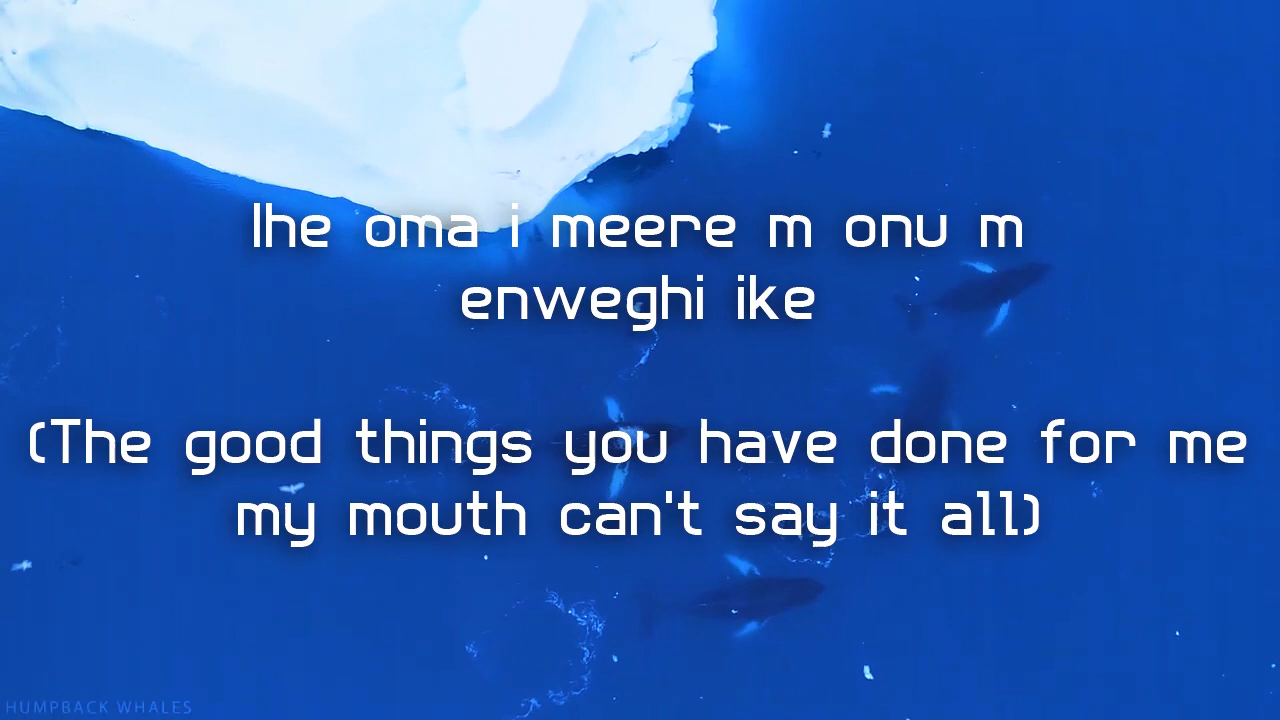 Ihe oma i meere m onu m
enweghi ike
(The good things you have done for me
my mouth can't say it all)
HUMPBACK WHALES